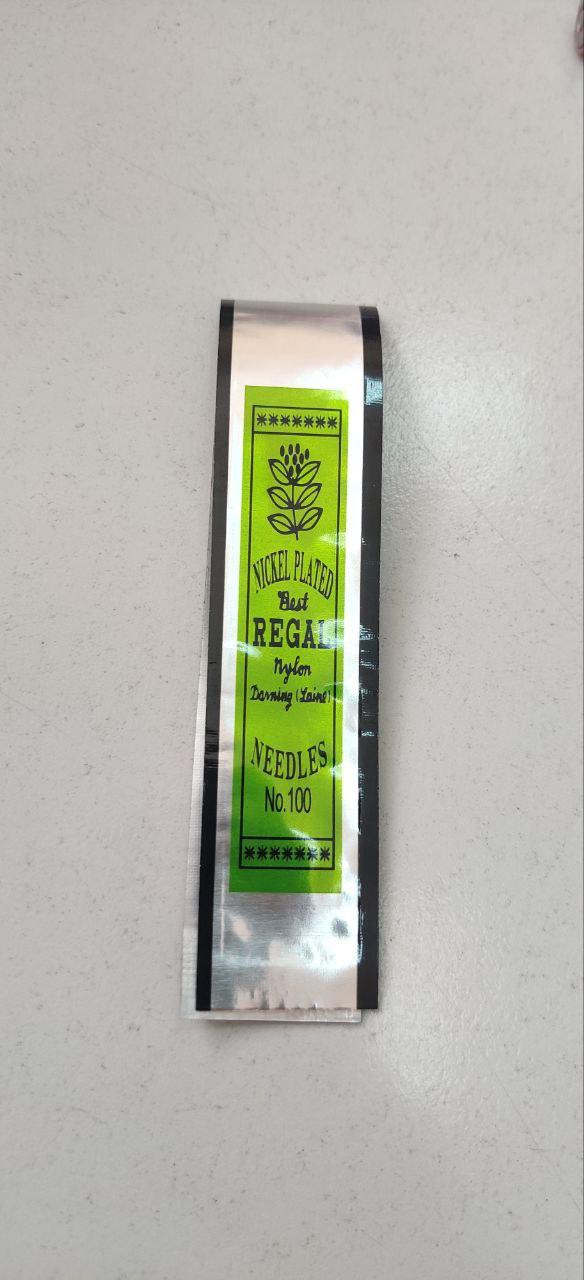 NICKEL PLATED
Best
REGAL
Nylon
Darning (Laine)
NEEDLES
No.100